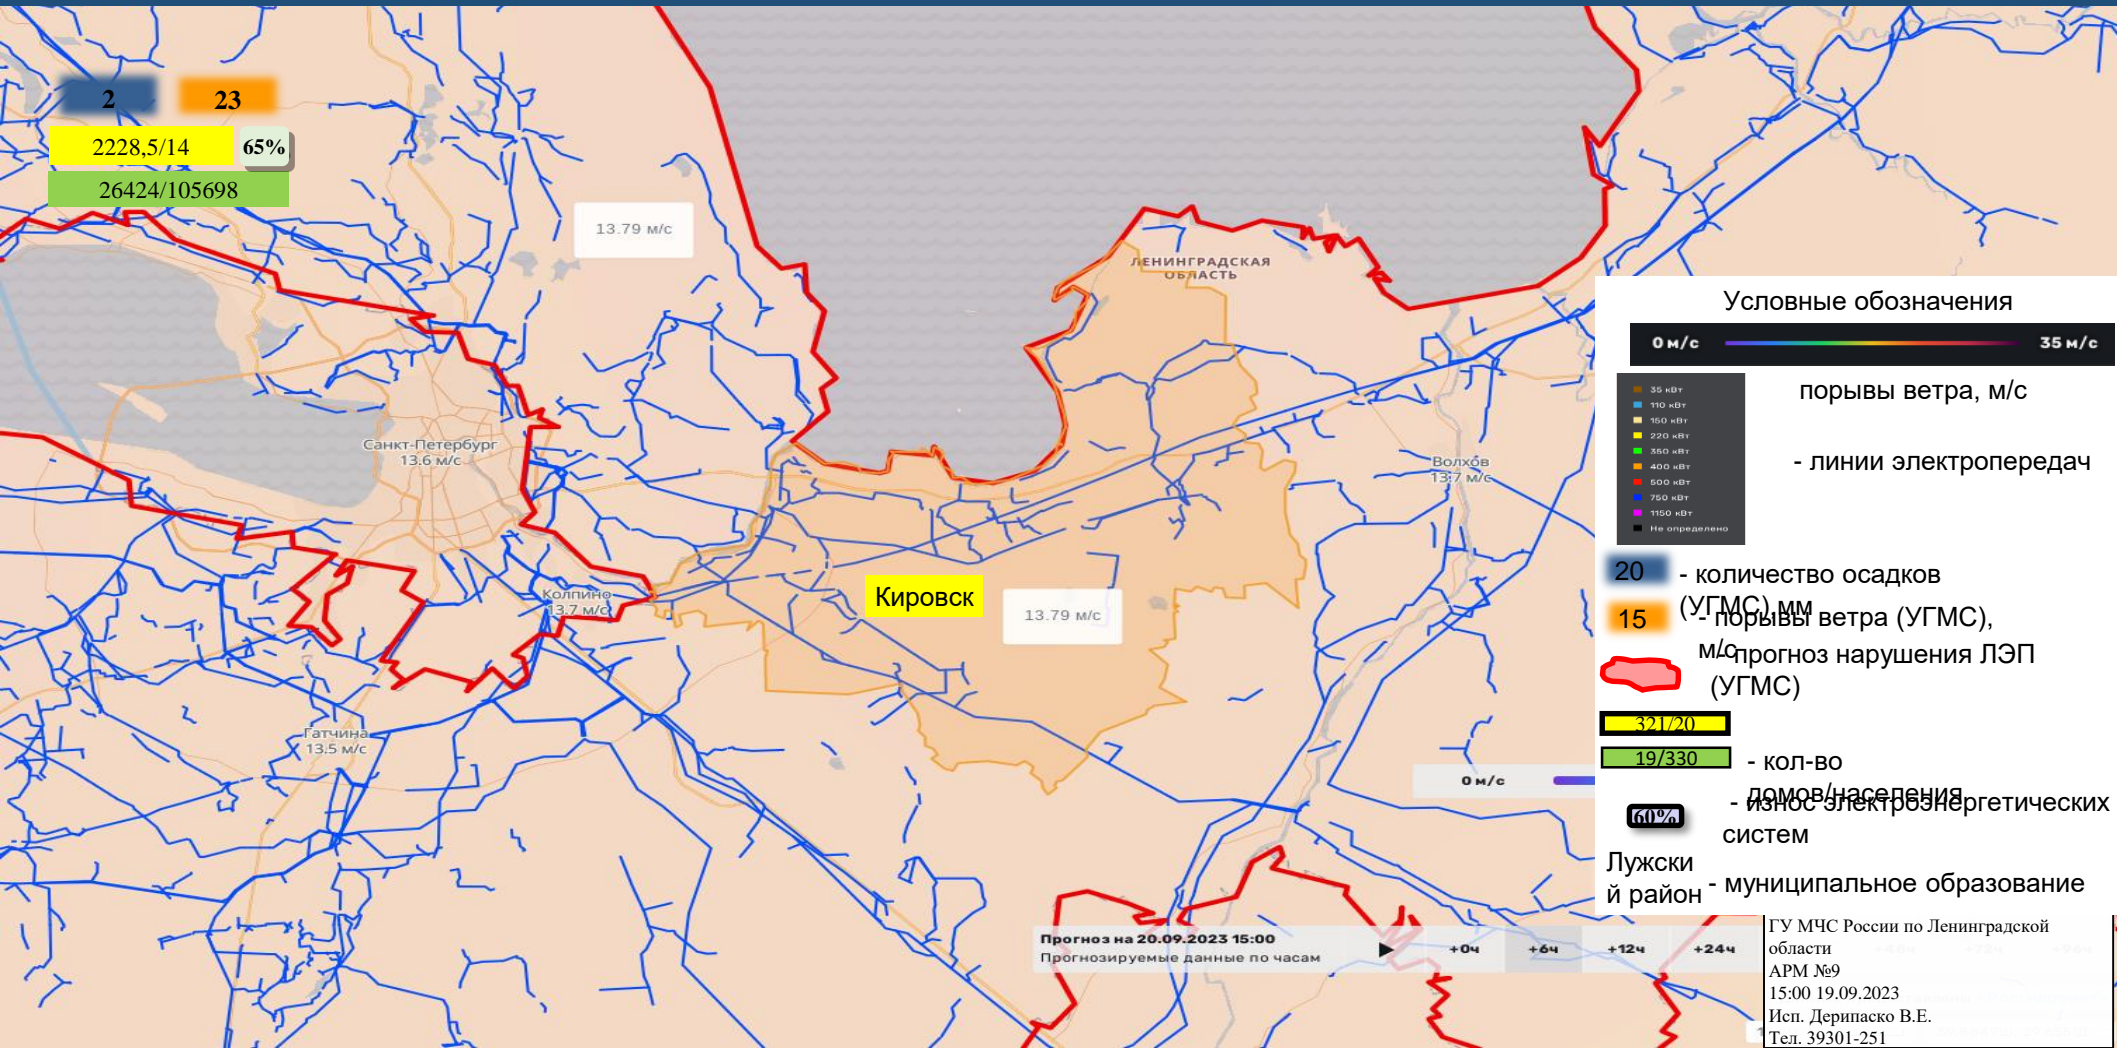 2
23
2228,5/14
65%
26424/105698
13.79 м/с
ЛЕНИНГРАДСКАЯ
ОБЛАСТЬ
Санкт-Петербург
13.6 м/с
Волхов
13.7 м/с
Колпино
13.7 м/с
Кировск
13.79 м/с
Гатчина
13.5 м/с
0 м/с
Прогноз на 20.09.2023 15:00
Прогнозируемые данные по часам
+0ч
+6ч
+12ч
+24ч
Условные обозначения
0 м/с
35 м/с
порывы ветра, м/с
35 кВт
110 кВт
150 кВт
220 кВт
350 кВт
400 кВт
500 кВт
750 кВт
1150 кВт
Не определено
- линии электропередач
20
- количество осадков
(УГМС),мм
15
- порывы ветра (УГМС),
м/с
- прогноз нарушения ЛЭП
(УГМС)
321/20
19/330
- кол-во
домов/населения
60%
- износ электроэнергетических
систем
Лужски
й район
- муниципальное образование
ГУ МЧС России по Ленинградской
области
АРМ №9
15:00 19.09.2023
Исп. Дерипаско В.Е.
Тел. 39301-251